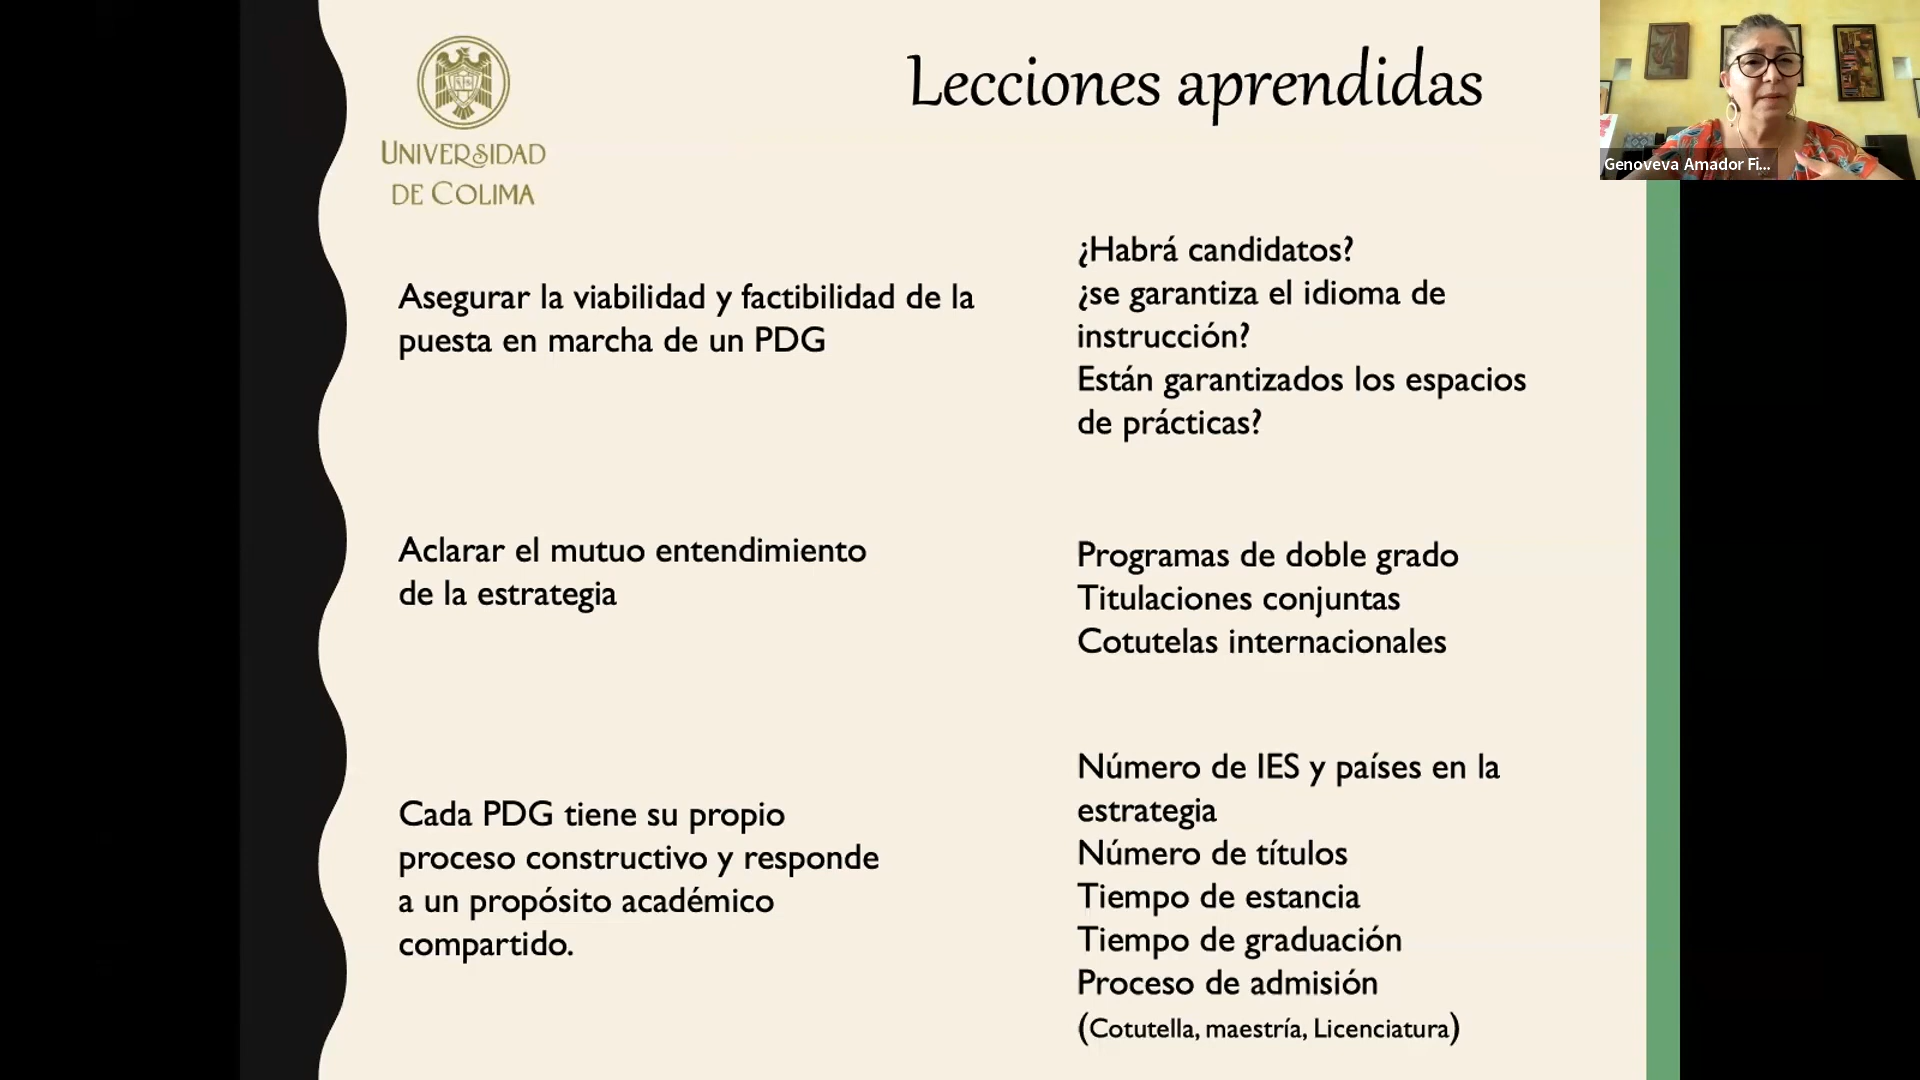 Lecciones aprendidas
UNIVERSIDAD
DE COLIMA
Genoveva Amador Fi...
Asegurar la viabilidad y factibilidad de la
puesta en marcha de un PDG
¿Habrá candidatos?
¿se garantiza el idioma de
instrucción?
Están garantizados los espacios
de prácticas?
Aclarar el mutuo entendimiento
de la estrategia
Programas de doble grado
Titulaciones conjuntas
Cotutelas internacionales
Cada PDG tiene su propio
proceso constructivo y responde
a un propósito académico
compartido.
Número de IES y países en la
estrategia
Número de títulos
Tiempo de estancia
Tiempo de graduación
Proceso de admisión
(Cotutella, maestría, Licenciatura)